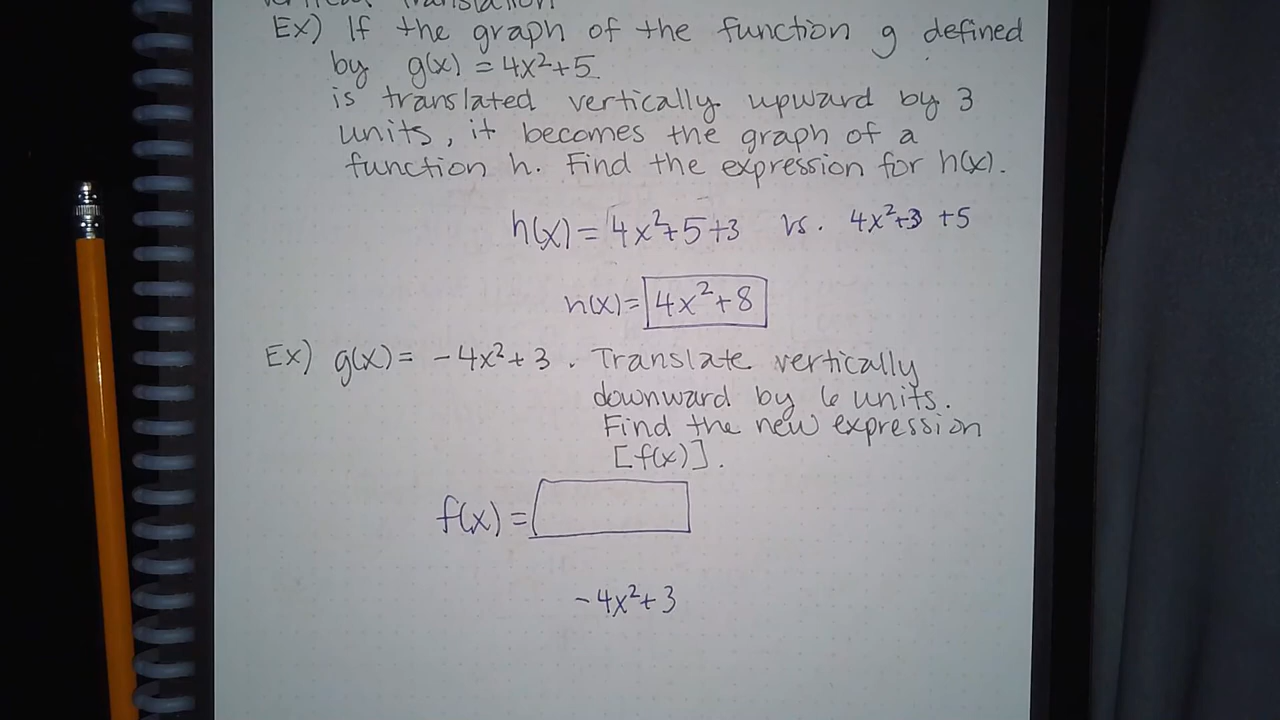 vertical translation
Ex) If the graph of the function g defined
by g(x) = 4x²+5
is translated vertically upward by 3
units, it becomes the graph of a
function h. Find the expression for h(x).
h(x) = 4x²+5+3 vs. 4x²+3 +5
h(x)= 4x²+8
Ex) g(x) = -4x²+3. Translate vertically
downward by 6 units.
Find the new expression
[f(x)].
f(x) =
-4x²+3